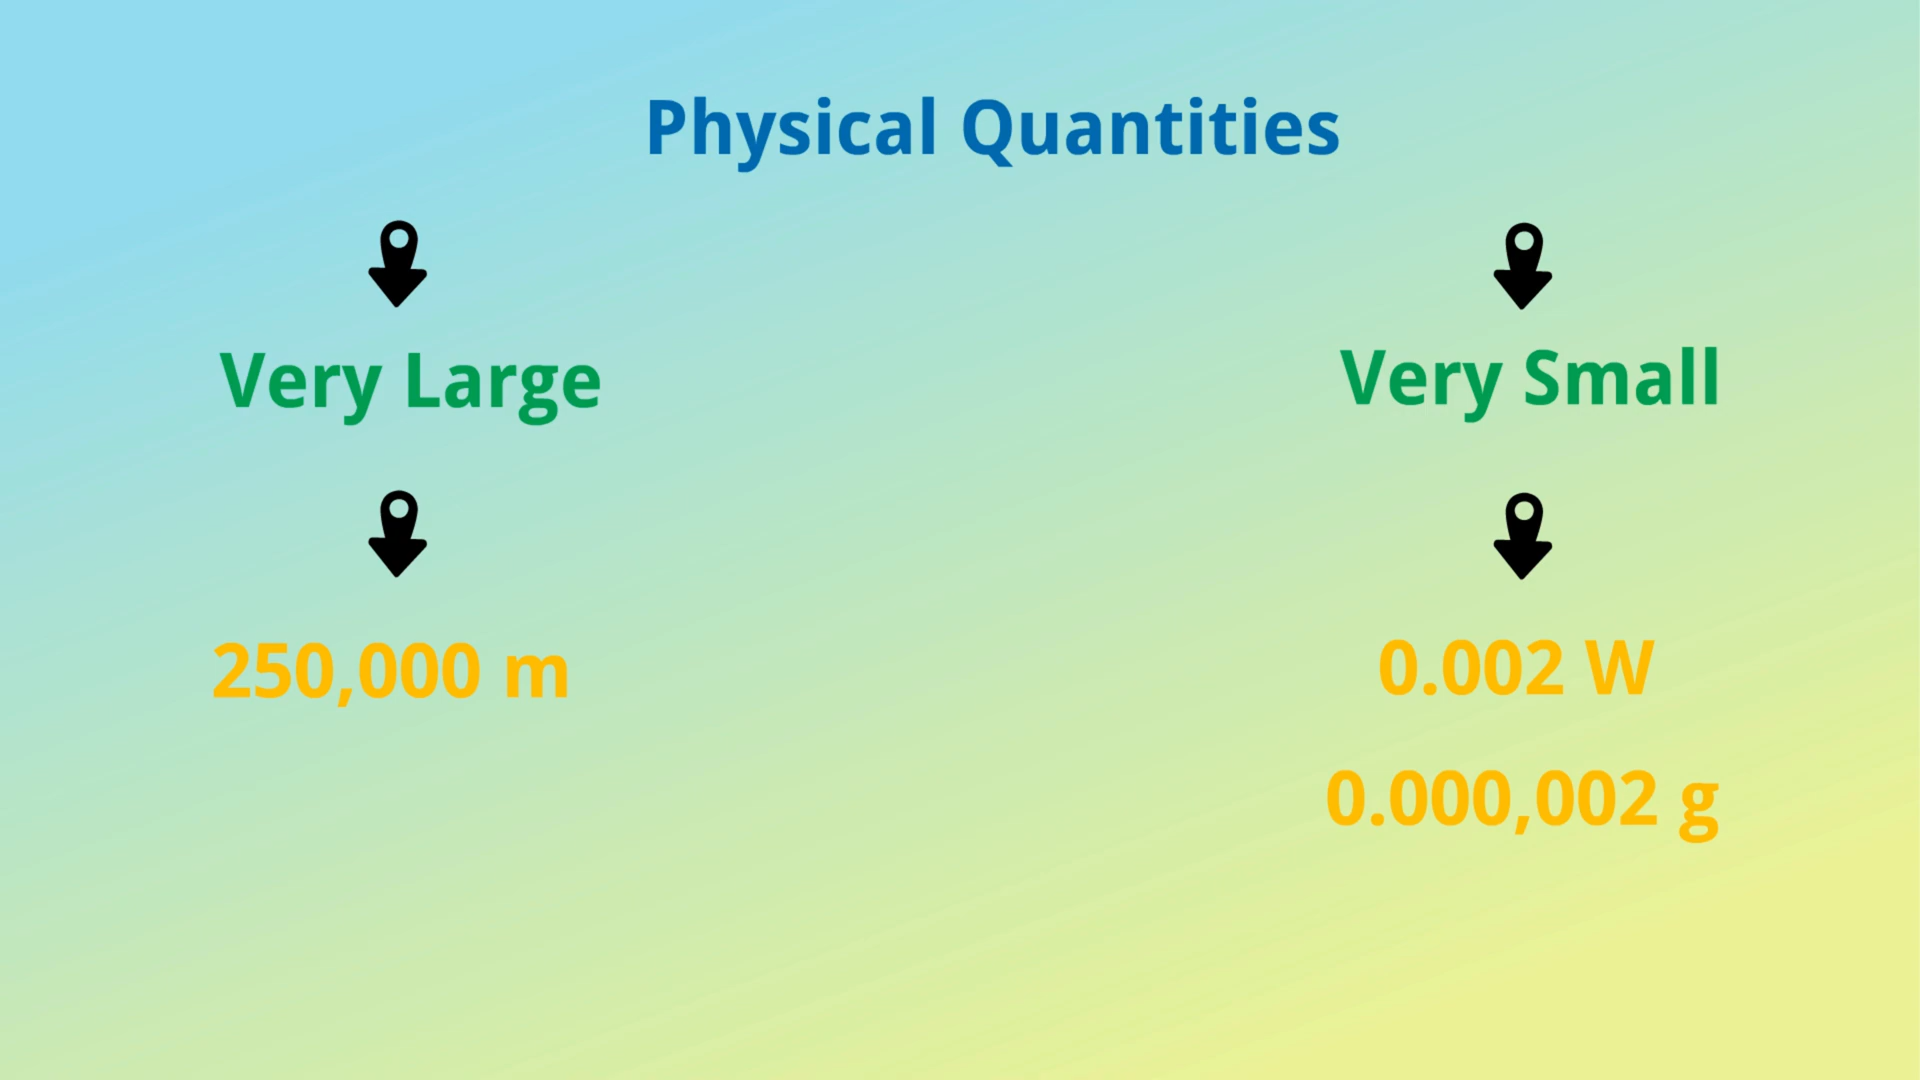 Physical Quantities
Very Large
Very Small
250,000 m
0.002 W
0.000,002 g